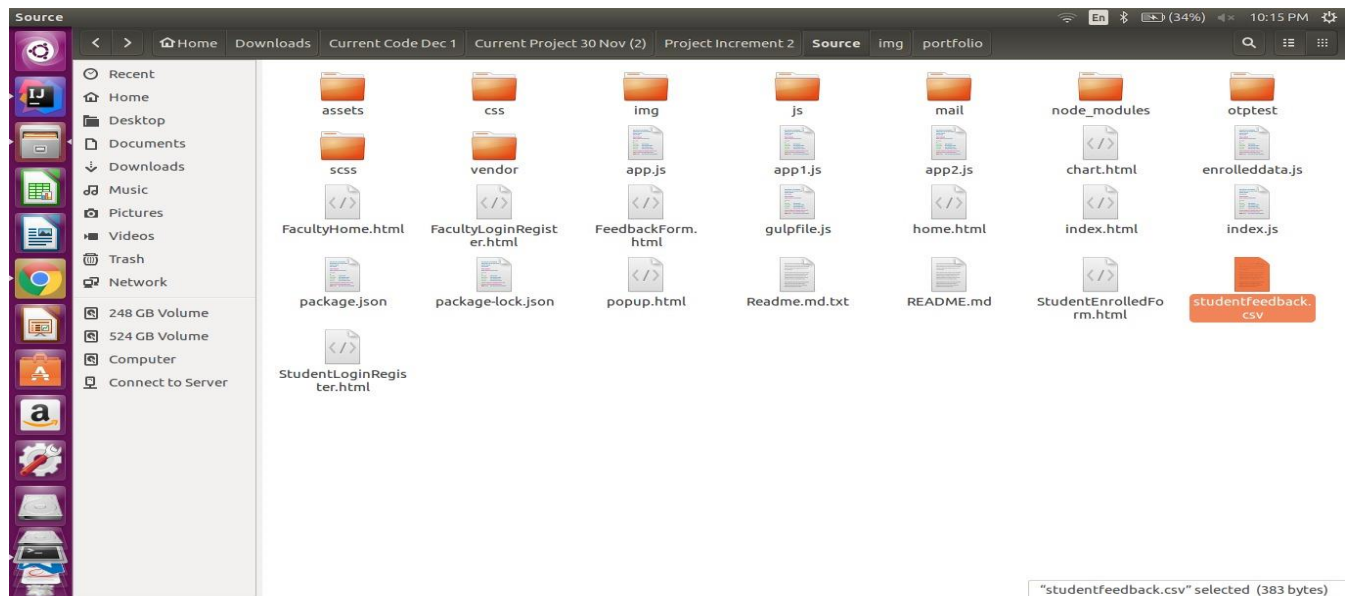 Source
En
(34%)
10:15 PM
Home Downloads Current Code Dec 1 Current Project 30 Nov (2) Project Increment 2 Source img portfolio
Recent
Home
Desktop
Documents
Downloads
Music
Pictures
Videos
Trash
Network
248 GB Volume
524 GB Volume
Computer
Connect to Server
assets css img js mail node_modules otptest
scss vendor app.js app1.js app2.js chart.html enrolleddata.js
FacultyHome.html FacultyLoginRegist FeedbackForm. gulpfile.js home.html index.html index.js
er.html html
package.json package-lock.json popup.html Readme.md.txt README.md StudentEnrolledFo studentfeedback.
rm.html csv
StudentLoginRegis
ter.html
"studentfeedback.csv" selected (383 bytes)